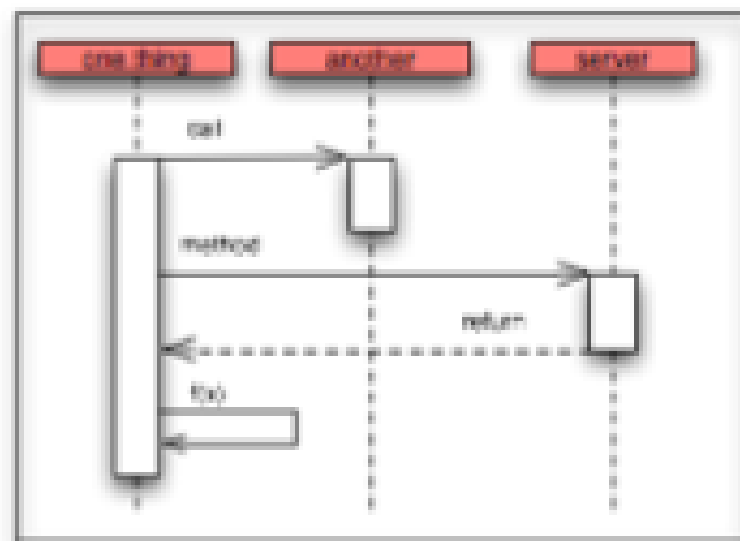 one thing
another
server
call
method
return
f(x)